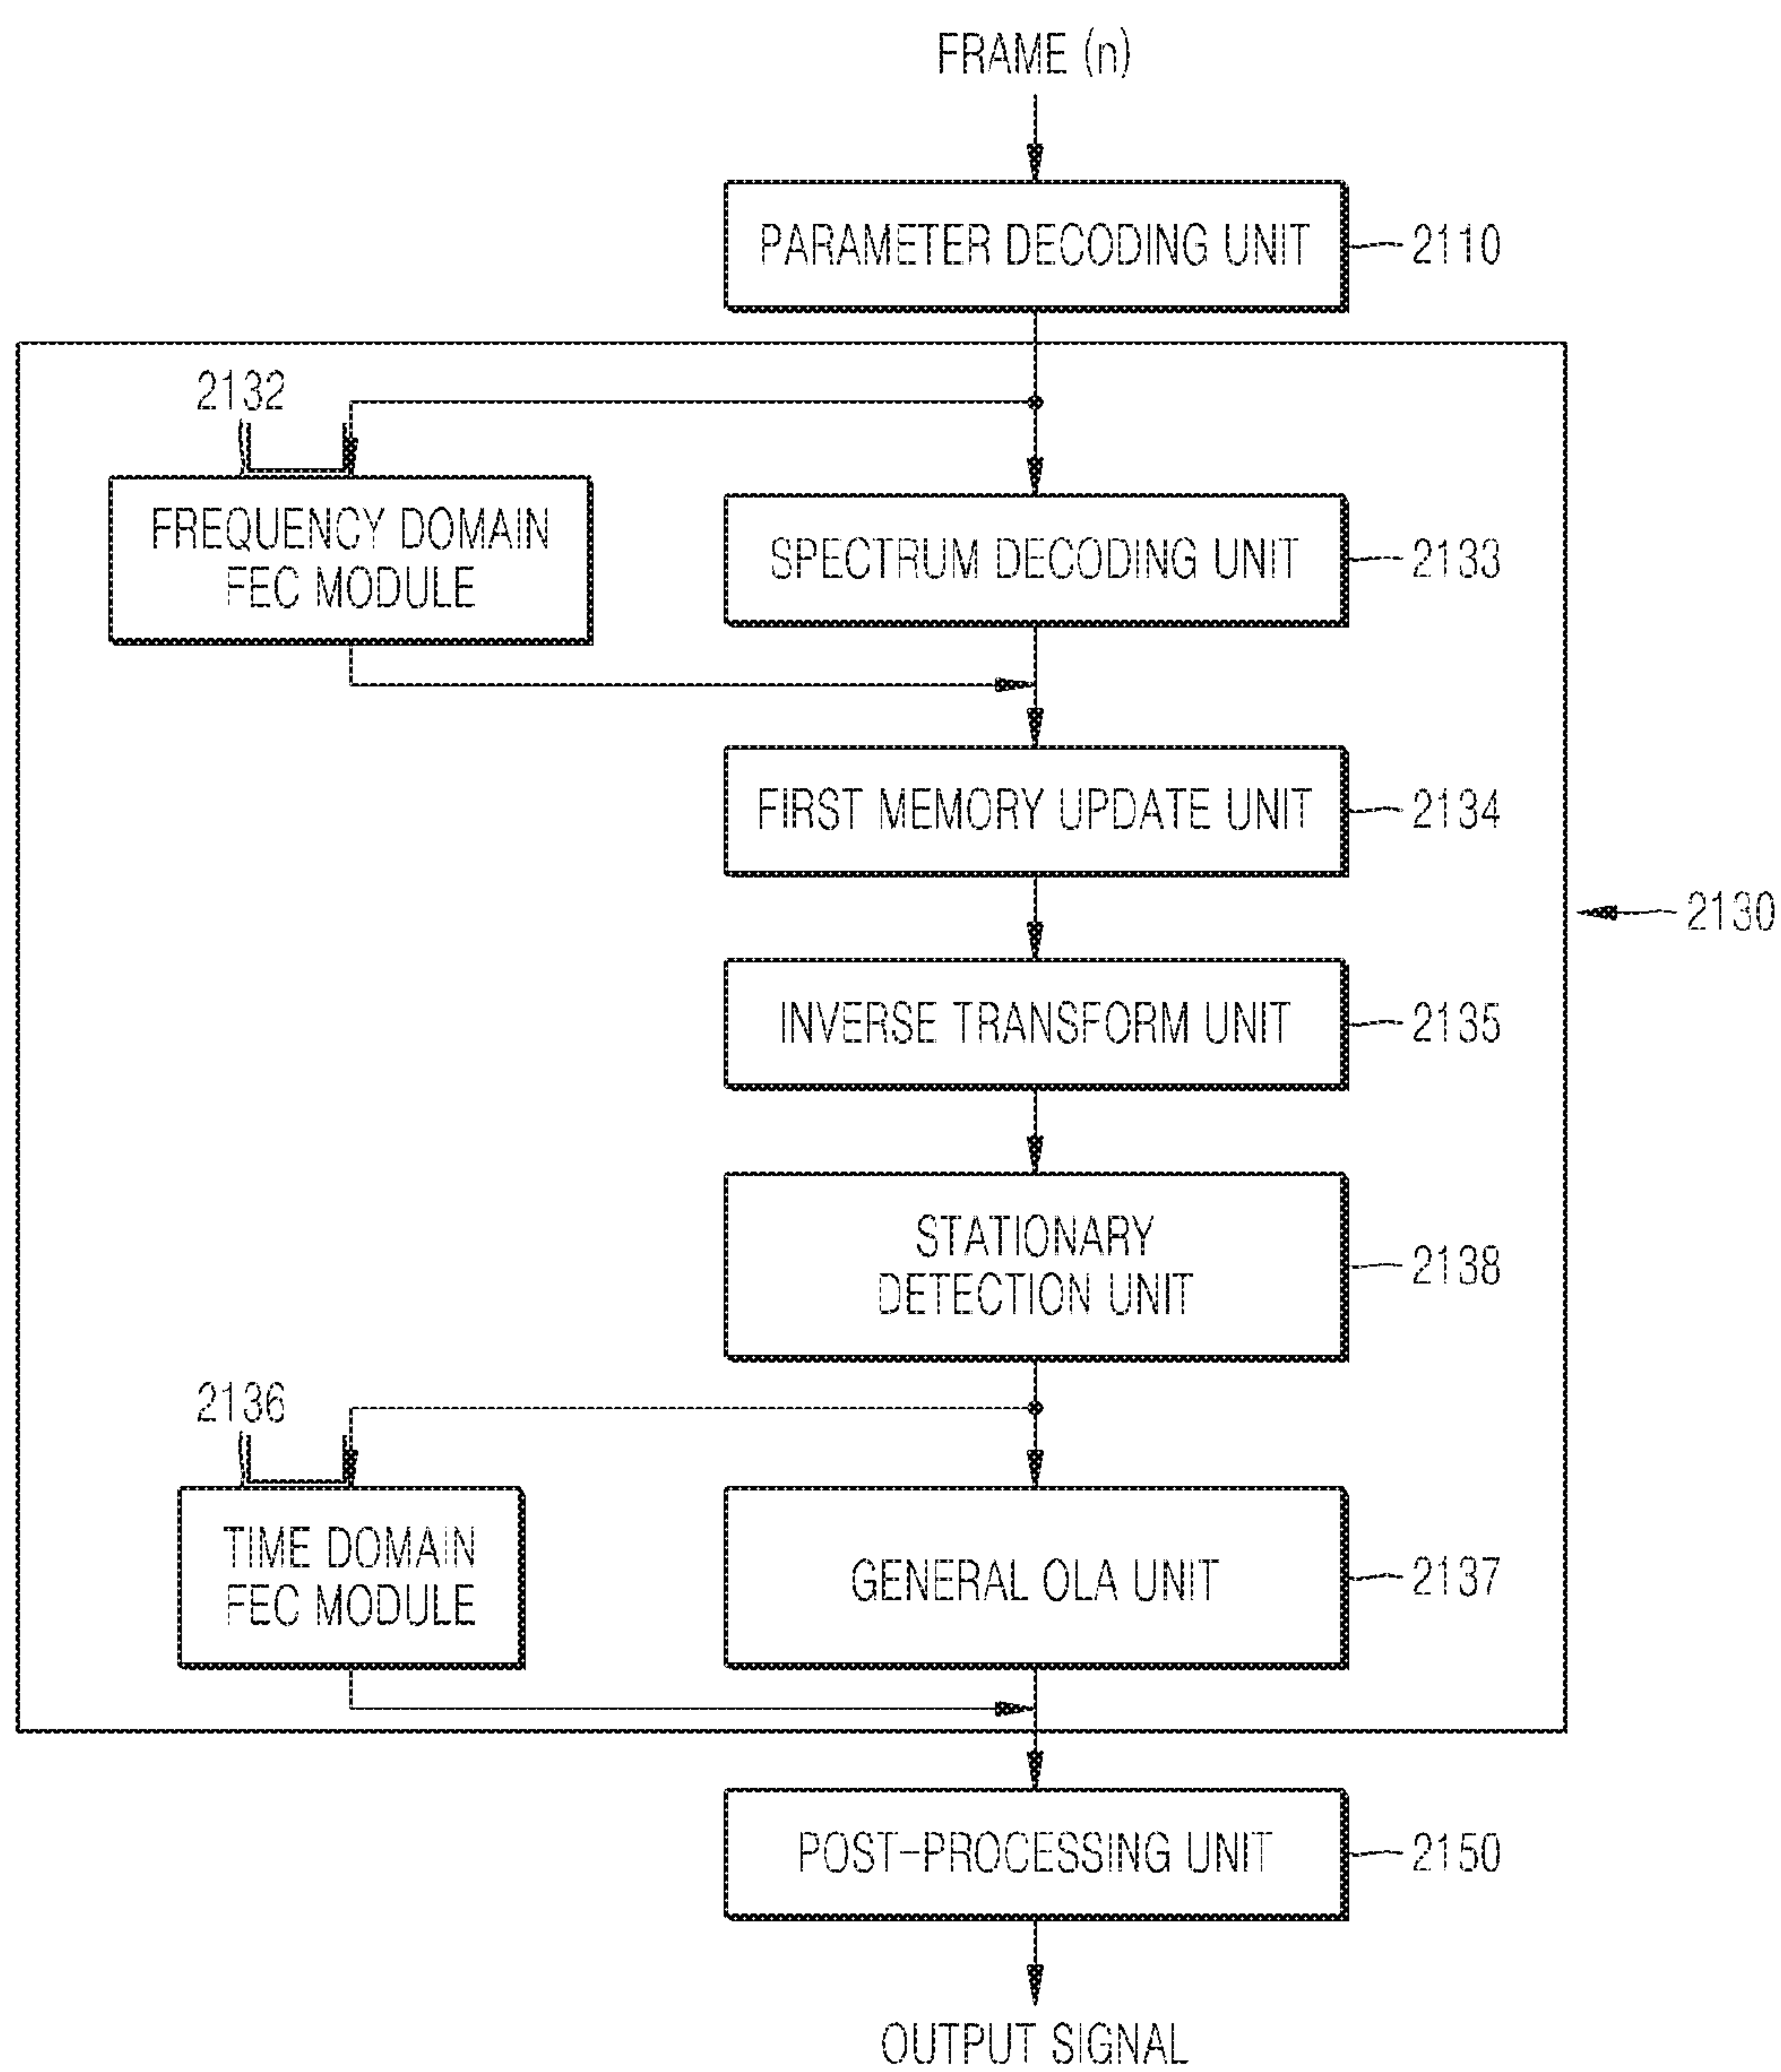 FRAME (n)
PARAMETER DECODING UNIT
2110
2132
FREQUENCY DOMAIN
FEC MODULE
SPECTRUM DECODING UNIT
2133
FIRST MEMORY UPDATE UNIT
2134
2130
INVERSE TRANSFORM UNIT
2135
STATIONARY
DETECTION UNIT
2138
2136
TIME DOMAIN
FEC MODULE
GENERAL OLA UNIT
2137
POST-PROCESSING UNIT
2150
OUTPUT SIGNAL